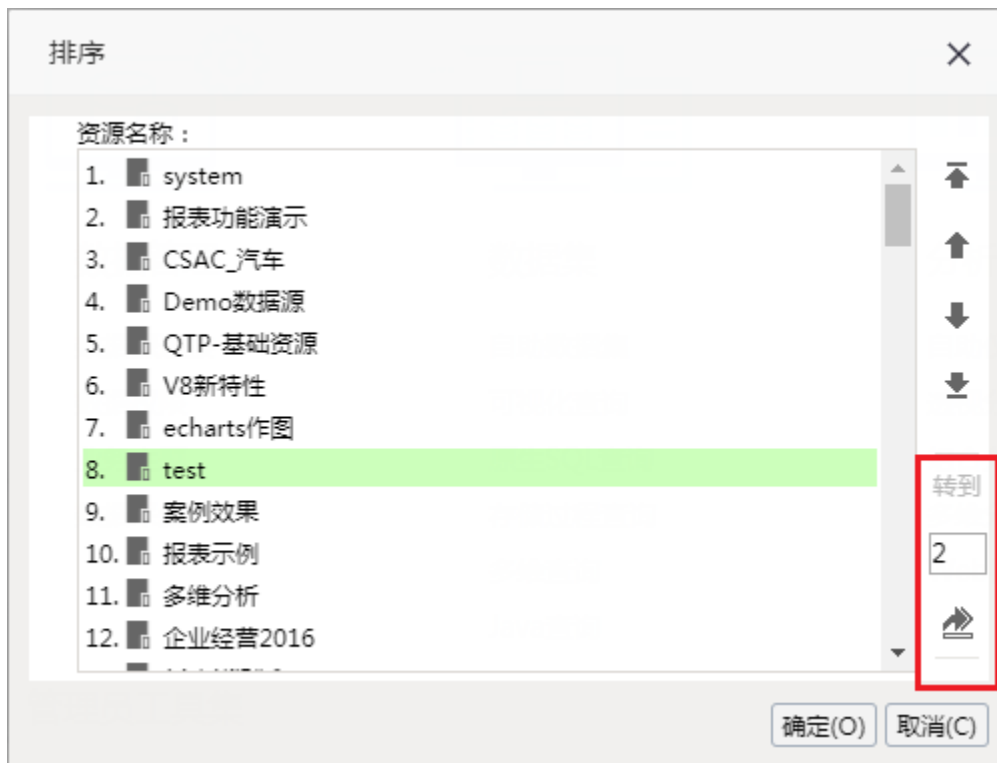 排序
资源名称：
1. system
2. 报表功能演示
3. CSAC_汽车
4. Demo数据源
5. QTP-基础资源
6. V8新特性
7. echarts作图
8. test
9. 案例效果
10. 报表示例
11. 多维分析
12. 企业经营2016
转到
2
确定(O) 取消(C)